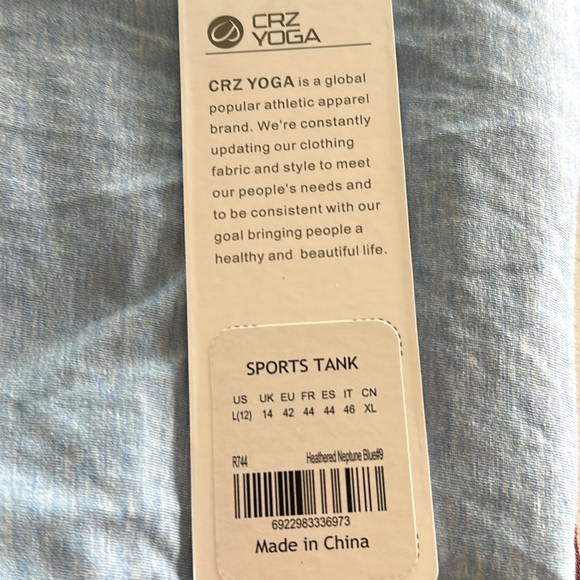 CRZ
YOGA
CRZ YOGA is a global
popular athletic apparel
brand. We're constantly
updating our clothing
fabric and style to meet
our people's needs and
to be consistent with our
goal bringing people a
healthy and beautiful life.
SPORTS TANK
US UK EU FR ES IT CN
L(12) 14 42 44 44 46 XL
R744 Heathered Neptune Blue#9
6922983336973
Made in China